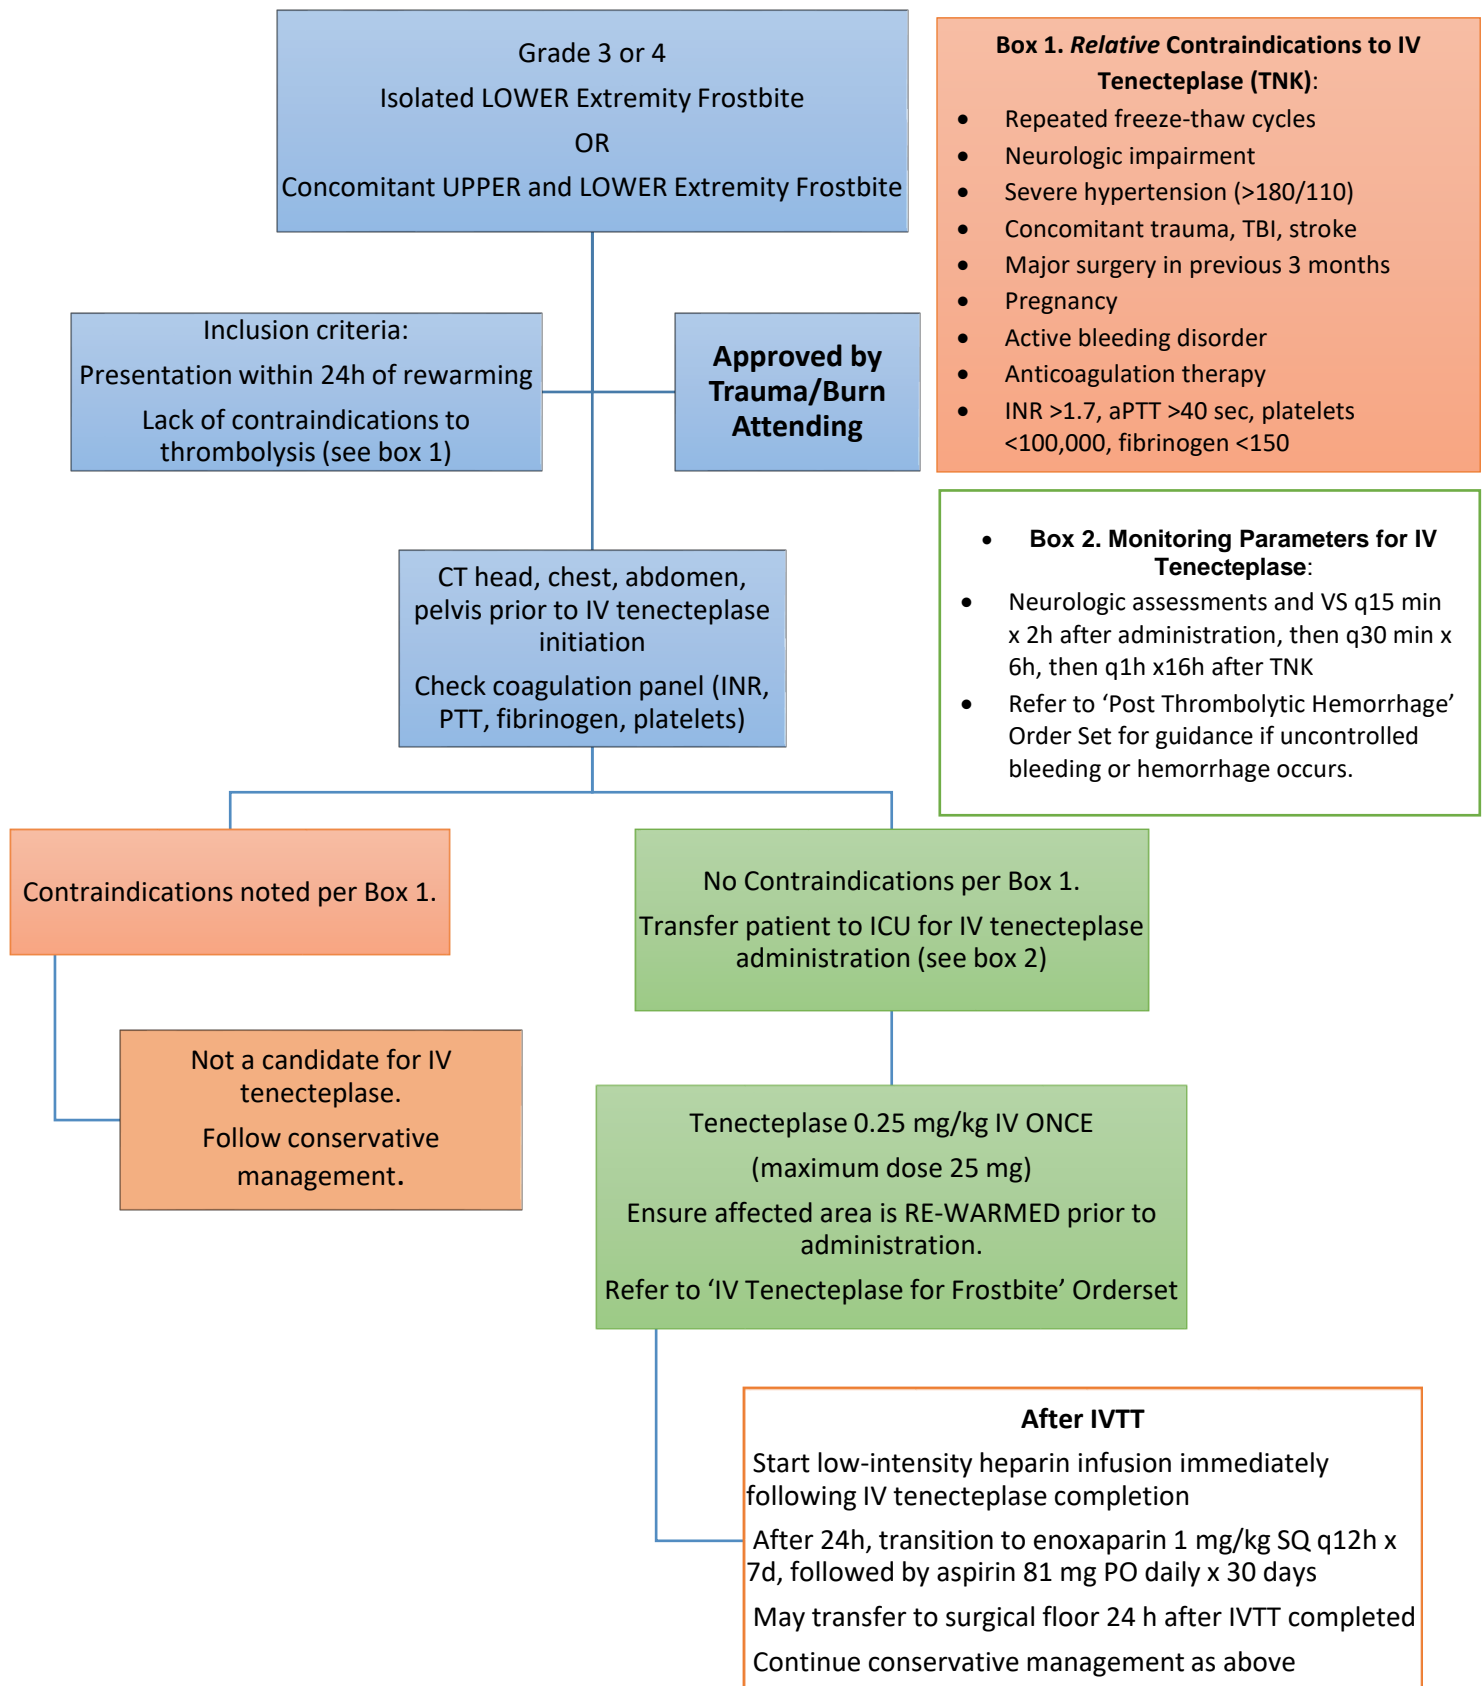 Grade 3 or 4
Isolated LOWER Extremity Frostbite
OR
Concomitant UPPER and LOWER Extremity Frostbite
Box 1. Relative Contraindications to IV
Tenecteplase (TNK):
• Repeated freeze-thaw cycles
• Neurologic impairment
• Severe hypertension (>180/110)
• Concomitant trauma, TBI, stroke
• Major surgery in previous 3 months
• Pregnancy
• Active bleeding disorder
• Anticoagulation therapy
• INR >1.7, aPTT >40 sec, platelets
<100,000, fibrinogen <150
Inclusion criteria:
Presentation within 24h of rewarming
Lack of contraindications to
thrombolysis (see box 1)
Approved by
Trauma/Burn
Attending
• Box 2. Monitoring Parameters for IV
Tenecteplase:
• Neurologic assessments and VS q15 min
x 2h after administration, then q30 min x
6h, then q1h x16h after TNK
• Refer to ‘Post Thrombolytic Hemorrhage’
Order Set for guidance if uncontrolled
bleeding or hemorrhage occurs.
CT head, chest, abdomen,
pelvis prior to IV tenecteplase
initiation
Check coagulation panel (INR,
PTT, fibrinogen, platelets)
Contraindications noted per Box 1.
No Contraindications per Box 1.
Transfer patient to ICU for IV tenecteplase
administration (see box 2)
Not a candidate for IV
tenecteplase.
Follow conservative
management.
Tenecteplase 0.25 mg/kg IV ONCE
(maximum dose 25 mg)
Ensure affected area is RE-WARMED prior to
administration.
Refer to ‘IV Tenecteplase for Frostbite’ Orderset
After IVTT
Start low-intensity heparin infusion immediately
following IV tenecteplase completion
After 24h, transition to enoxaparin 1 mg/kg SQ q12h x
7d, followed by aspirin 81 mg PO daily x 30 days
May transfer to surgical floor 24 h after IVTT completed
Continue conservative management as above